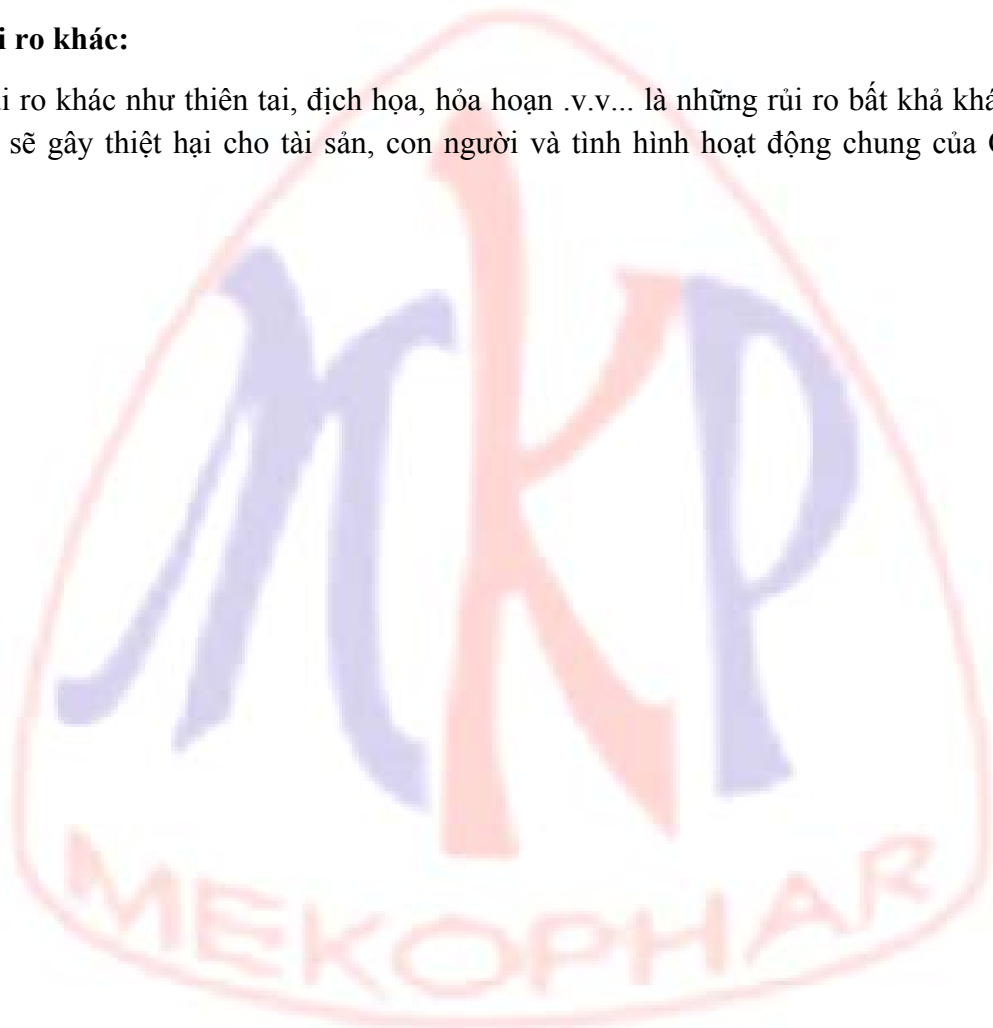 i ro khác:
i ro khác như thiên tai, địch họa, hỏa hoạn .v.v... là những rủi ro bất khả khá
sẽ gây thiệt hại cho tài sản, con người và tình hình hoạt động chung của
MKP
MEKOPHAR